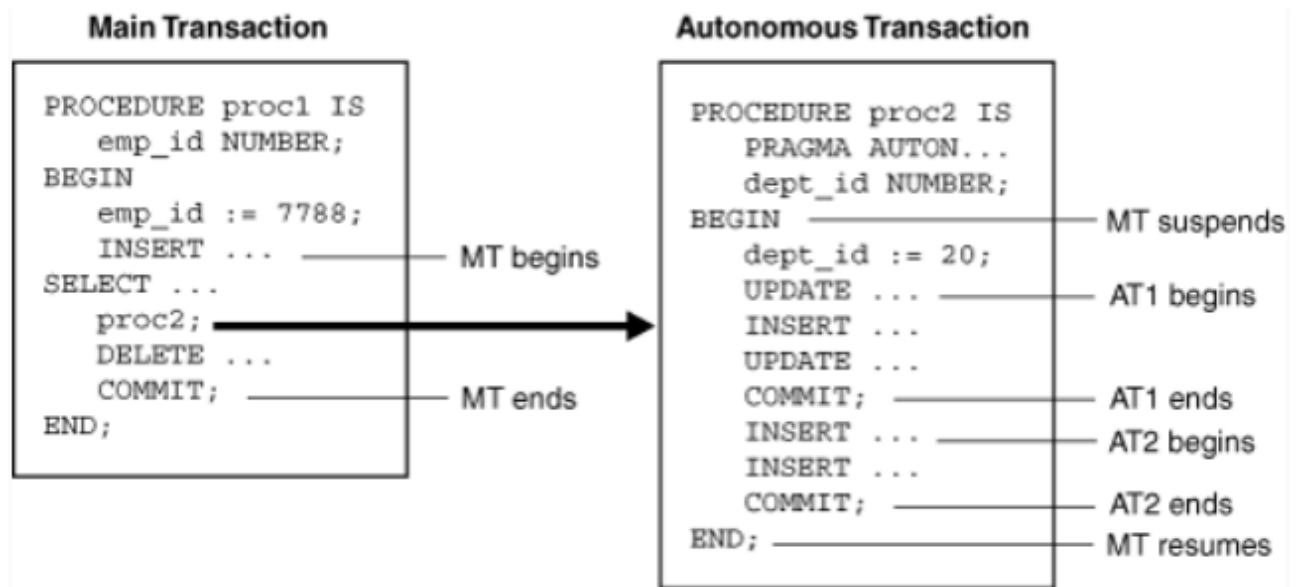 Main Transaction
PROCEDURE proc1 IS
emp_id NUMBER;
BEGIN
emp_id := 7788;
INSERT ...
MT begins
SELECT ...
proc2;
DELETE ...
COMMIT;
MT ends
END;
Autonomous Transaction
PROCEDURE proc2 IS
PRAGMA AUTON...
dept_id NUMBER;
BEGIN
MT suspends
dept_id := 20;
UPDATE ...
AT1 begins
INSERT ...
UPDATE ...
COMMIT;
AT1 ends
INSERT ...
AT2 begins
INSERT ...
COMMIT;
AT2 ends
END;
MT resumes